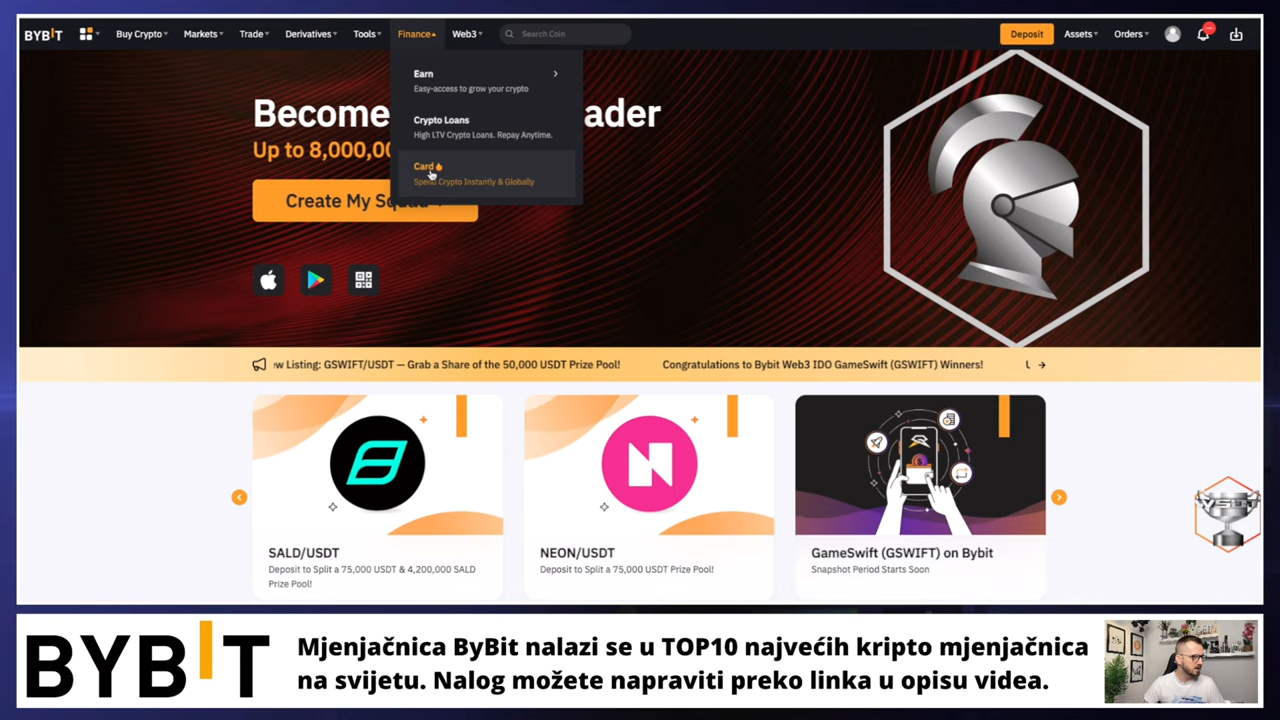 BYBIT
Buy Crypto
Markets
Trade
Derivatives
Tools
Finance
Web3
Search Coin
Deposit
Assets
Orders
Earn
Easy-access to grow your crypto
Crypto Loans
High LTV Crypto Loans. Repay Anytime.
Card
Spend Crypto Instantly & Globally
Become
ader
Up to 8,000,00
Create My Squad
w Listing: GSWIFT/USDT — Grab a Share of the 50,000 USDT Prize Pool!
Congratulations to Bybit Web3 IDO GameSwift (GSWIFT) Winners!
SALD/USDT
Deposit to Split a 75,000 USDT & 4,200,000 SALD
Prize Pool!
NEON/USDT
Deposit to Split a 75,000 USDT Prize Pool!
GameSwift (GSWIFT) on Bybit
Snapshot Period Starts Soon
BYBIT
Mjenjačnica ByBit nalazi se u TOP10 najvećih kripto mjenjačnica
na svijetu. Nalog možete napraviti preko linka u opisu videa.